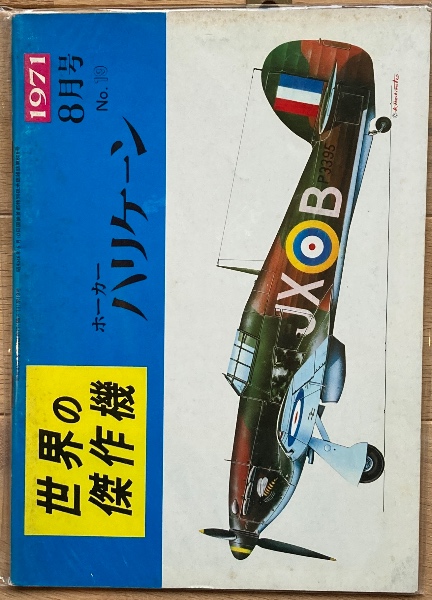 1971
8月号
No.
ホーカー
ハリケーン
世界の
傑作機
JX B
P3395